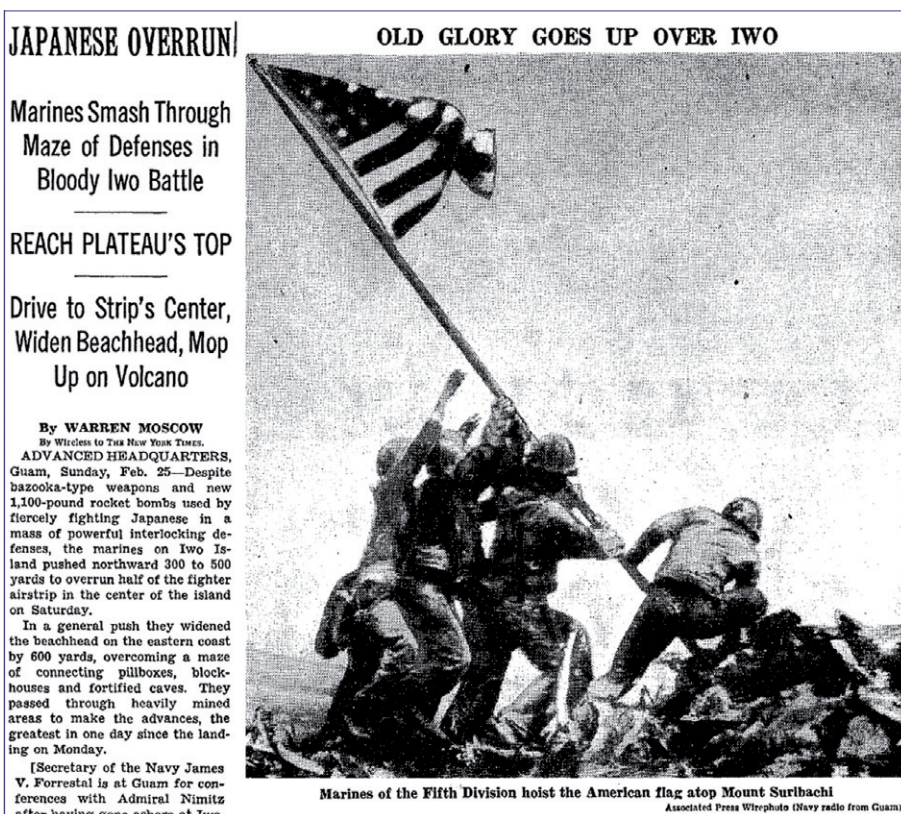 JAPANESE OVERRUN
Marines Smash Through
Maze of Defenses in
Bloody Iwo Battle
REACH PLATEAU'S TOP
Drive to Strip's Center,
Widen Beachhead, Mop
Up on Volcano
By WARREN MOSCOW
By Wireless to THE NEW YORK TIMES.
ADVANCED HEADQUARTERS,
Guam, Sunday, Feb. 25—Despite
bazooka-type weapons and new
1,100-pound rocket bombs used by
fiercely fighting Japanese in a
mass of powerful interlocking de-
fenses, the marines on Iwo Is-
land pushed northward 300 to 500
yards to overrun half of the fighter
airstrip in the center of the island
on Saturday.
In a general push they widened
the beachhead on the eastern coast
by 600 yards, overcoming a maze
of connecting pillboxes, block-
houses and fortified caves. They
passed through heavily mined
areas to make the advances, the
greatest in one day since the land-
ing on Monday.
[Secretary of the Navy James
V. Forrestal is at Guam for con-
ferences with Admiral Nimitz
after having gone ashore at Iwo
OLD GLORY GOES UP OVER IWO
Marines of the Fifth Division hoist the American flag atop Mount Suribachi
Associated Press Wirephoto (Navy radio from Guam)